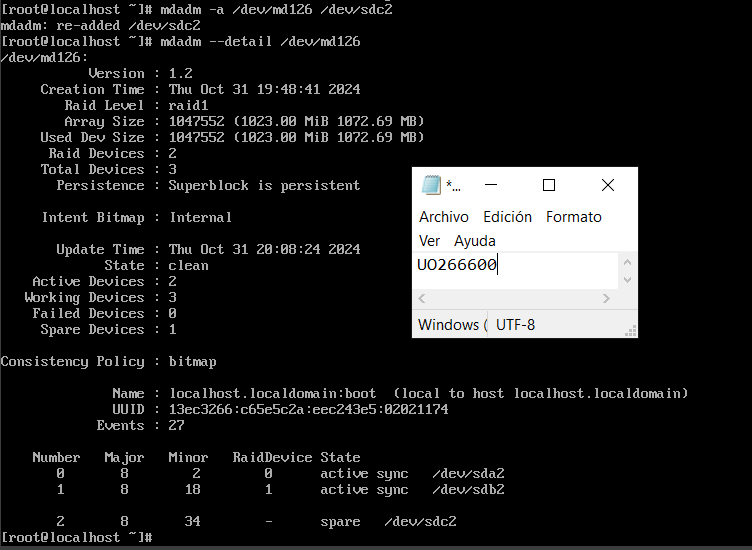 [root@localhost ~]# mdadm -a /dev/md126 /dev/sdc2
mdadm: re-added /dev/sdc2
[root@localhost ~]# mdadm --detail /dev/md126
/dev/md126:
Version : 1.2
Creation Time : Thu Oct 31 19:48:41 2024
Raid Level : raid1
Array Size : 1047552 (1023.00 MiB 1072.69 MB)
Used Dev Size : 1047552 (1023.00 MiB 1072.69 MB)
Raid Devices : 2
Total Devices : 3
Persistence : Superblock is persistent
Intent Bitmap : Internal
Update Time : Thu Oct 31 20:08:24 2024
State : clean
Active Devices : 2
Working Devices : 3
Failed Devices : 0
Spare Devices : 1
Consistency Policy : bitmap
Name : localhost.localdomain:boot (local to host localhost.localdomain)
UUID : 13ec3266:c65e5c2a:eec243e5:02021174
Events : 27
Number Major Minor RaidDevice State
0 8 2 0 active sync /dev/sda2
1 8 18 1 active sync /dev/sdb2
2 8 34 - spare /dev/sdc2
[root@localhost ~]#
*...
Archivo Edición Formato
Ver Ayuda
UO266600
Windows ( UTF-8